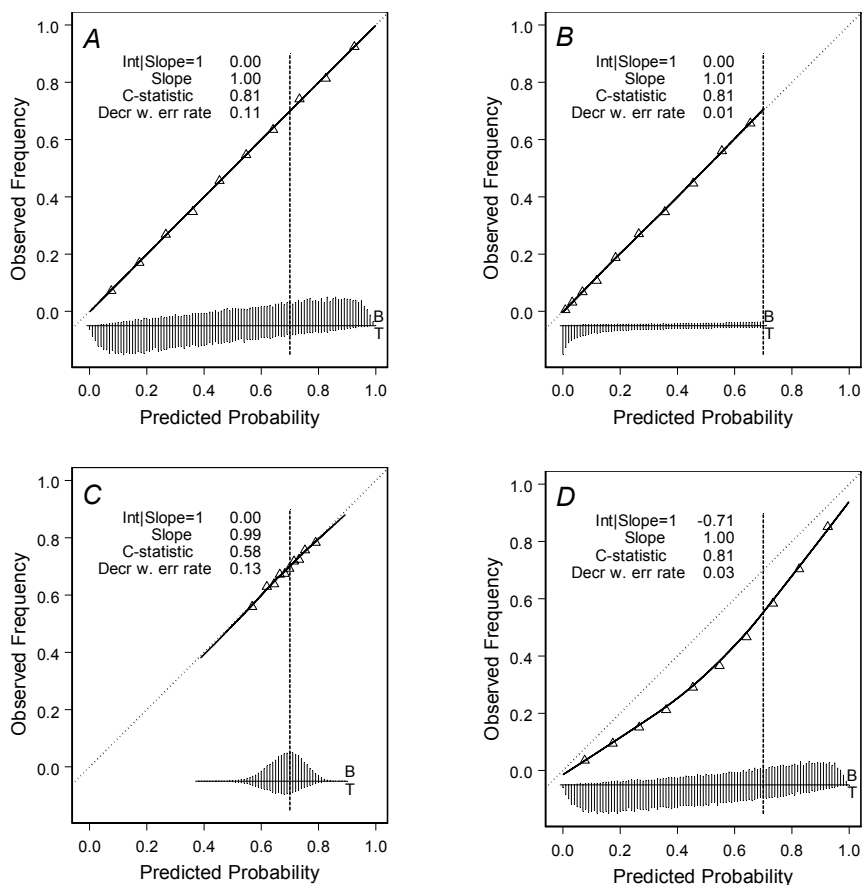 A
Int|Slope=1 0.00
Slope 1.00
C-statistic 0.81
Decr w. err rate 0.11
1.0
0.8
0.6
0.4
0.2
0.0
Observed Frequency
B
T
0.0 0.2 0.4 0.6 0.8 1.0
Predicted Probability
B
Int|Slope=1 0.00
Slope 1.01
C-statistic 0.81
Decr w. err rate 0.01
1.0
0.8
0.6
0.4
0.2
0.0
Observed Frequency
B
T
0.0 0.2 0.4 0.6 0.8 1.0
Predicted Probability
C
Int|Slope=1 0.00
Slope 0.99
C-statistic 0.58
Decr w. err rate 0.13
1.0
0.8
0.6
0.4
0.2
0.0
Observed Frequency
B
T
0.0 0.2 0.4 0.6 0.8 1.0
Predicted Probability
D
Int|Slope=1 -0.71
Slope 1.00
C-statistic 0.81
Decr w. err rate 0.03
1.0
0.8
0.6
0.4
0.2
0.0
Observed Frequency
B
T
0.0 0.2 0.4 0.6 0.8 1.0
Predicted Probability